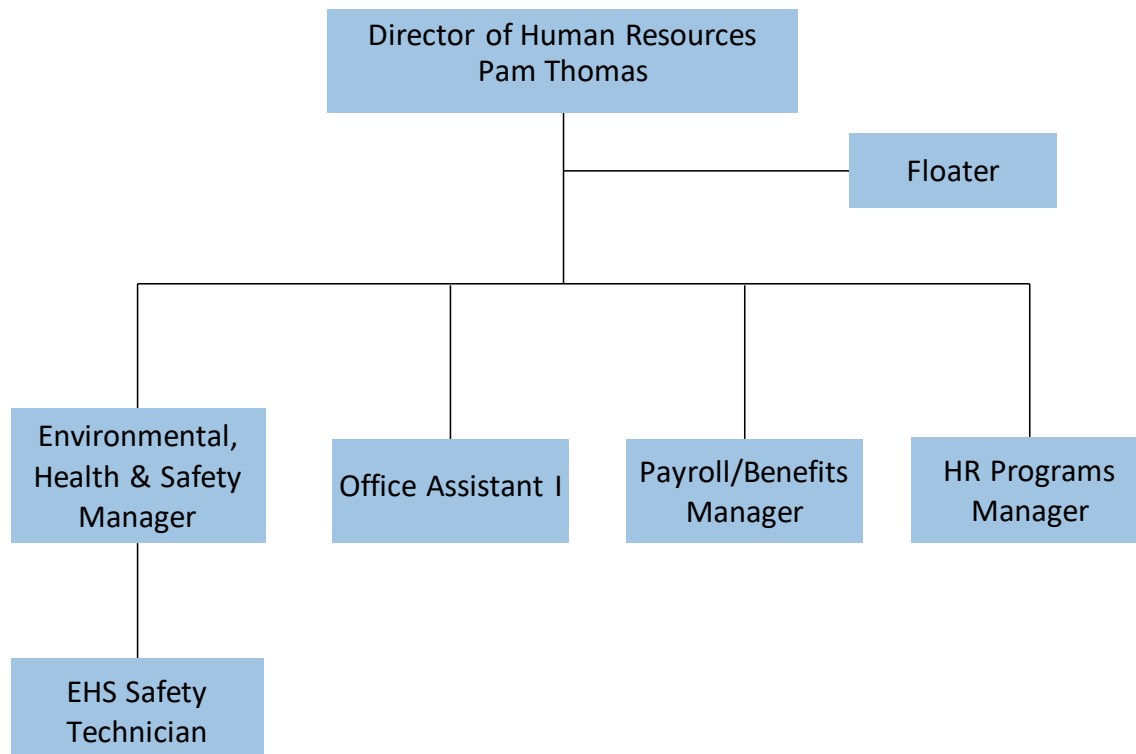 Director of Human Resources
Pam Thomas
Floater
Environmental,
Health & Safety
Manager
Office Assistant I
Payroll/Benefits
Manager
HR Programs
Manager
EHS Safety
Technician